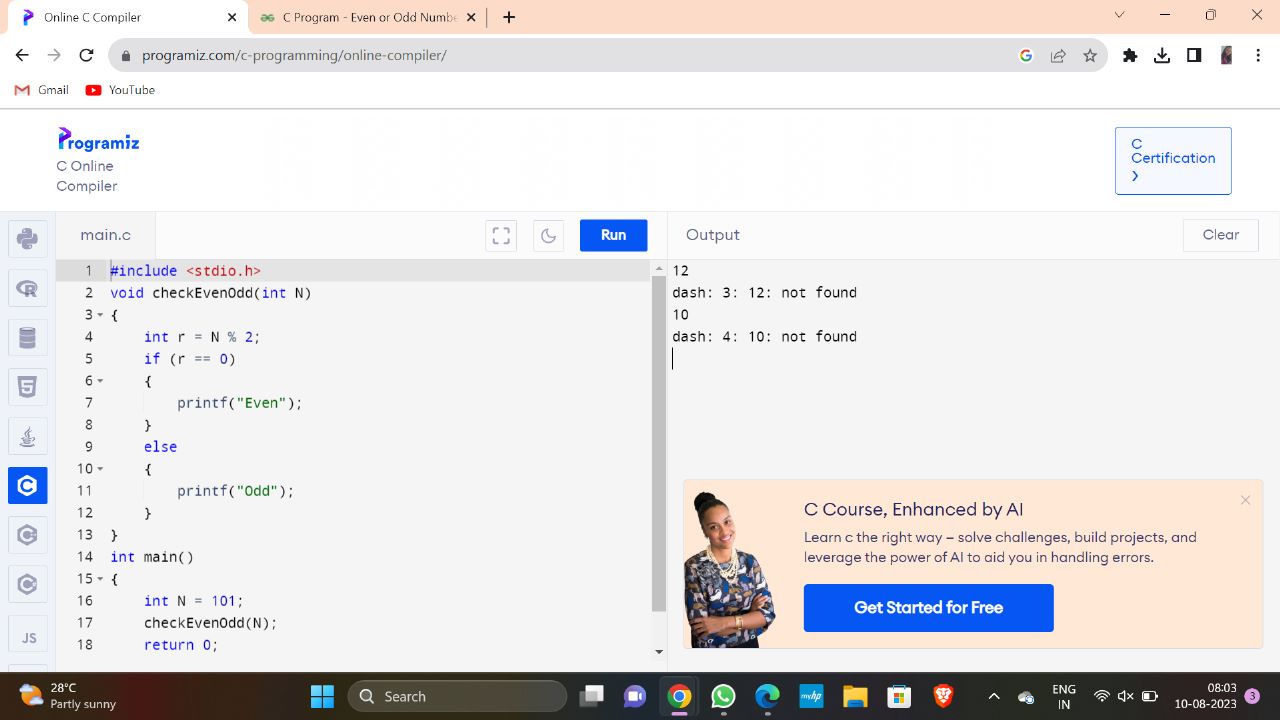 Online C Compiler
C Program - Even or Odd Numbe
programiz.com/c-programming/online-compiler/
Gmail
YouTube
Programiz
C Online
Compiler
C
Certification
main.c
Run
Output
Clear
1 #include <stdio.h>
2 void checkEvenOdd(int N)
3 {
4 int r = N % 2;
5 if (r == 0)
6 {
7 printf("Even");
8 }
9 else
10 {
11 printf("Odd");
12 }
13 }
14 int main()
15 {
16 int N = 101;
17 checkEvenOdd(N);
18 return 0;
JS
12
dash: 3: 12: not found
10
dash: 4: 10: not found
C Course, Enhanced by AI
Learn c the right way – solve challenges, build projects, and
leverage the power of AI to aid you in handling errors.
Get Started for Free
28°C
Partly sunny
Search
myhp
ENG
IN
08:03
10-08-2023
3